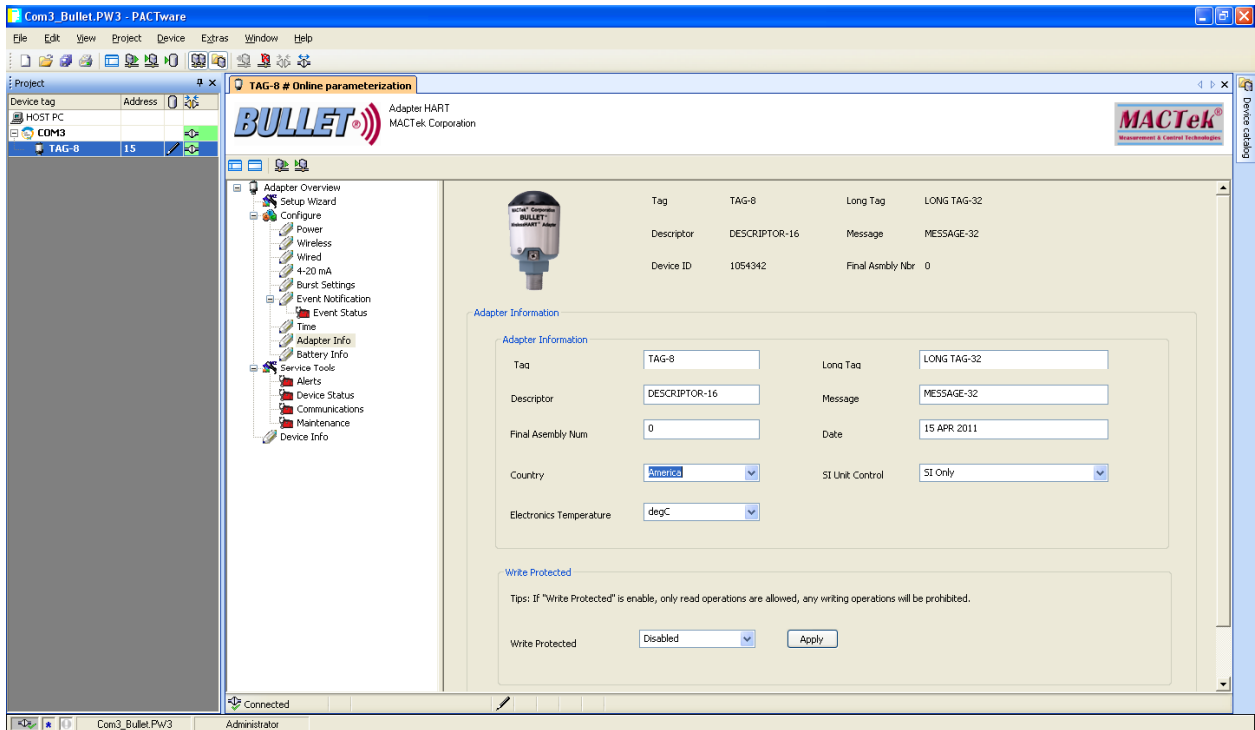 Com3_Bullet.PW3 - PACTware
File Edit View Project Device Extras Window Help
Project
Device tag Address
HOST PC
COM3
TAG-8 15
TAG-8 # Online parameterization
BULLET®
Adapter HART
MACTek Corporation
MACTek®
Measurement & Control Technologies
Device catalog
Adapter Overview
Setup Wizard
Configure
Power
Wireless
Wired
4-20 mA
Burst Settings
Event Notification
Event Status
Time
Adapter Info
Battery Info
Service Tools
Alerts
Device Status
Communications
Maintenance
Device Info
MACTek® Corporation
BULLET®
WirelessHART™ Adapter
Tag TAG-8 Long Tag LONG TAG-32
Descriptor DESCRIPTOR-16 Message MESSAGE-32
Device ID 1054342 Final Asmbly Nbr 0
Adapter Information
Adapter Information
Tag TAG-8 Long Tag LONG TAG-32
Descriptor DESCRIPTOR-16 Message MESSAGE-32
Final Asembly Num 0 Date 15 APR 2011
Country America SI Unit Control SI Only
Electronics Temperature degC
Write Protected
Tips: If "Write Protected" is enable, only read operations are allowed, any writing operations will be prohibited.
Write Protected Disabled Apply
Connected
Com3_Bullet.PW3 Administrator